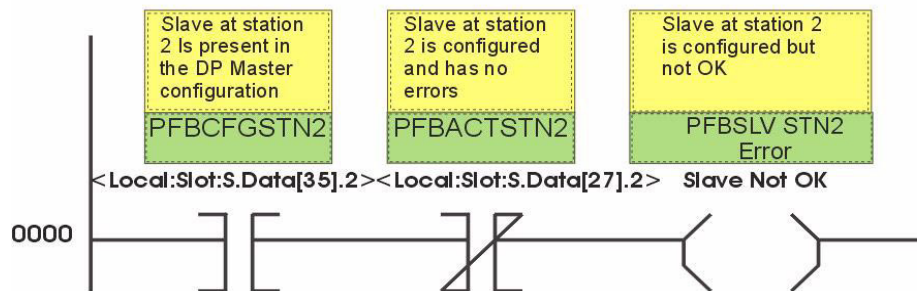 Slave at station
2 Is present in
the DP Master
configuration
PFBCFGSTN2
<Local:Slot:S.Data[35].2>
Slave at station
2 is configured
and has no
errors
PFBACTSTN2
<Local:Slot:S.Data[27].2>
Slave at station 2
is configured but
not OK
PFBSLV STN2
Error
Slave Not OK
0000